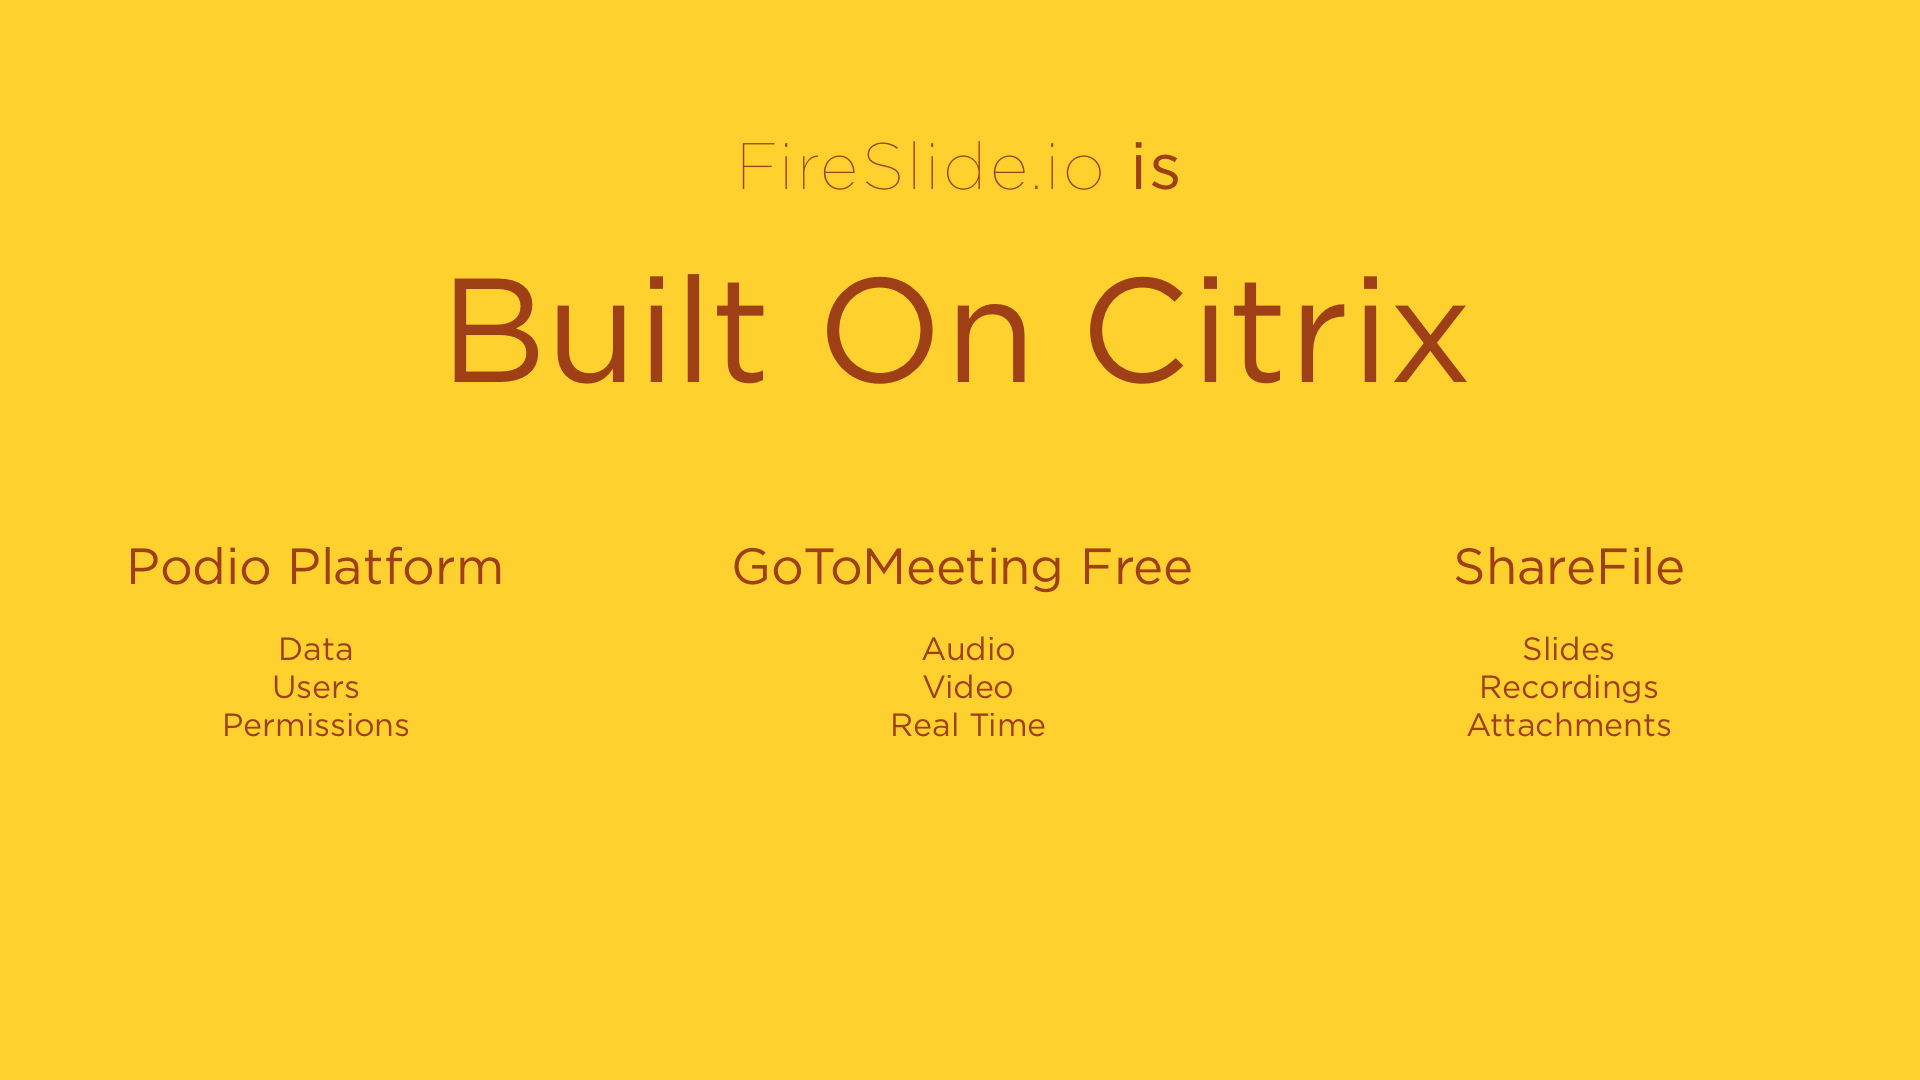 FireSlide.io is
Built On Citrix
Podio Platform
Data
Users
Permissions
GoToMeeting Free
Audio
Video
Real Time
ShareFile
Slides
Recordings
Attachments